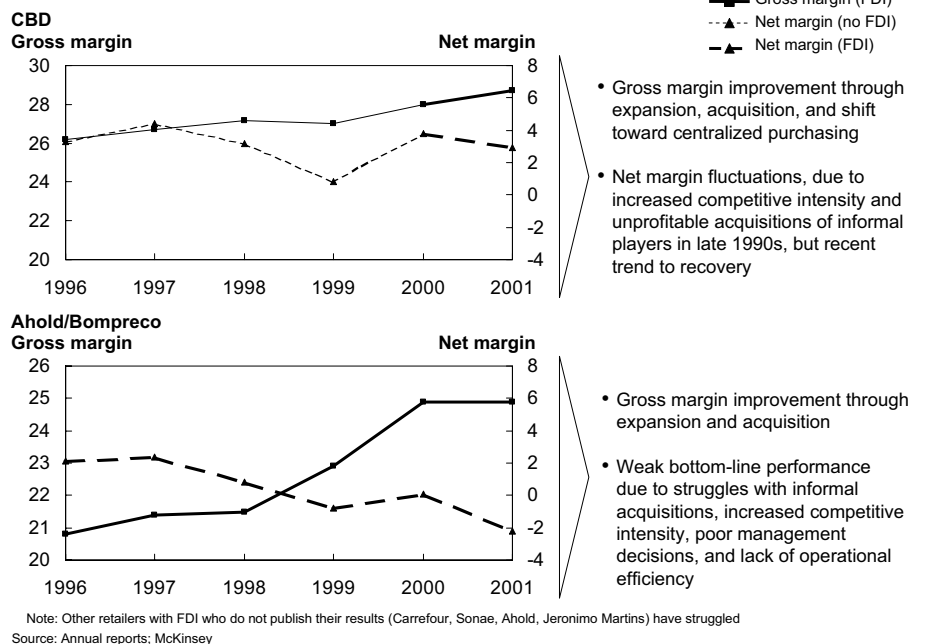 Gross margin (FDI)
Net margin (no FDI)
Net margin (FDI)
CBD
Gross margin
Net margin
30
28
26
24
22
20
8
6
4
2
0
-2
-4
1996 1997 1998 1999 2000 2001
• Gross margin improvement through
expansion, acquisition, and shift
toward centralized purchasing
• Net margin fluctuations, due to
increased competitive intensity and
unprofitable acquisitions of informal
players in late 1990s, but recent
trend to recovery
Ahold/Bompreco
Gross margin
Net margin
26
25
24
23
22
21
20
8
6
4
2
0
-2
-4
1996 1997 1998 1999 2000 2001
• Gross margin improvement through
expansion and acquisition
• Weak bottom-line performance
due to struggles with informal
acquisitions, increased competitive
intensity, poor management
decisions, and lack of operational
efficiency
Note: Other retailers with FDI who do not publish their results (Carrefour, Sonae, Ahold, Jeronimo Martins) have struggled
Source: Annual reports; McKinsey